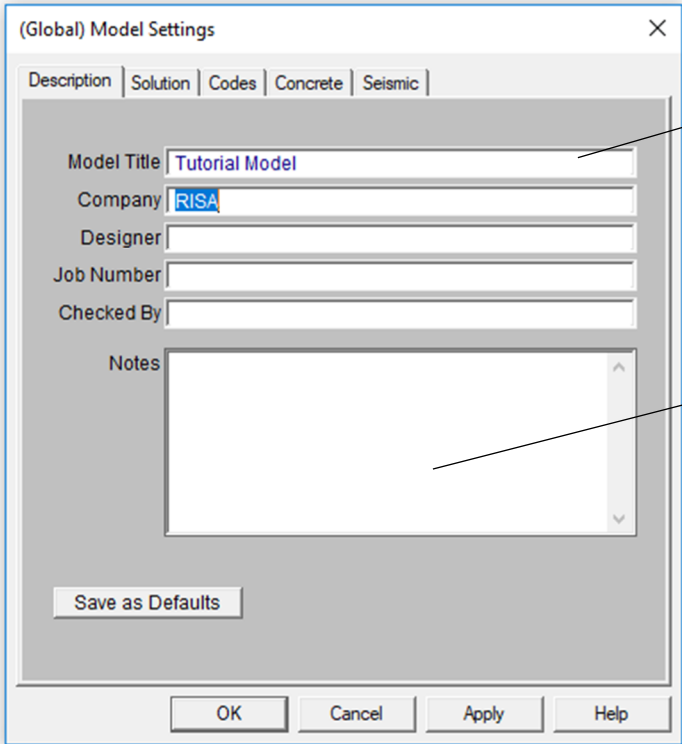 (Global) Model Settings
Description Solution Codes Concrete Seismic
Model Title Tutorial Model
Company RISA
Designer
Job Number
Checked By
Notes
Save as Defaults
OK Cancel Apply Help